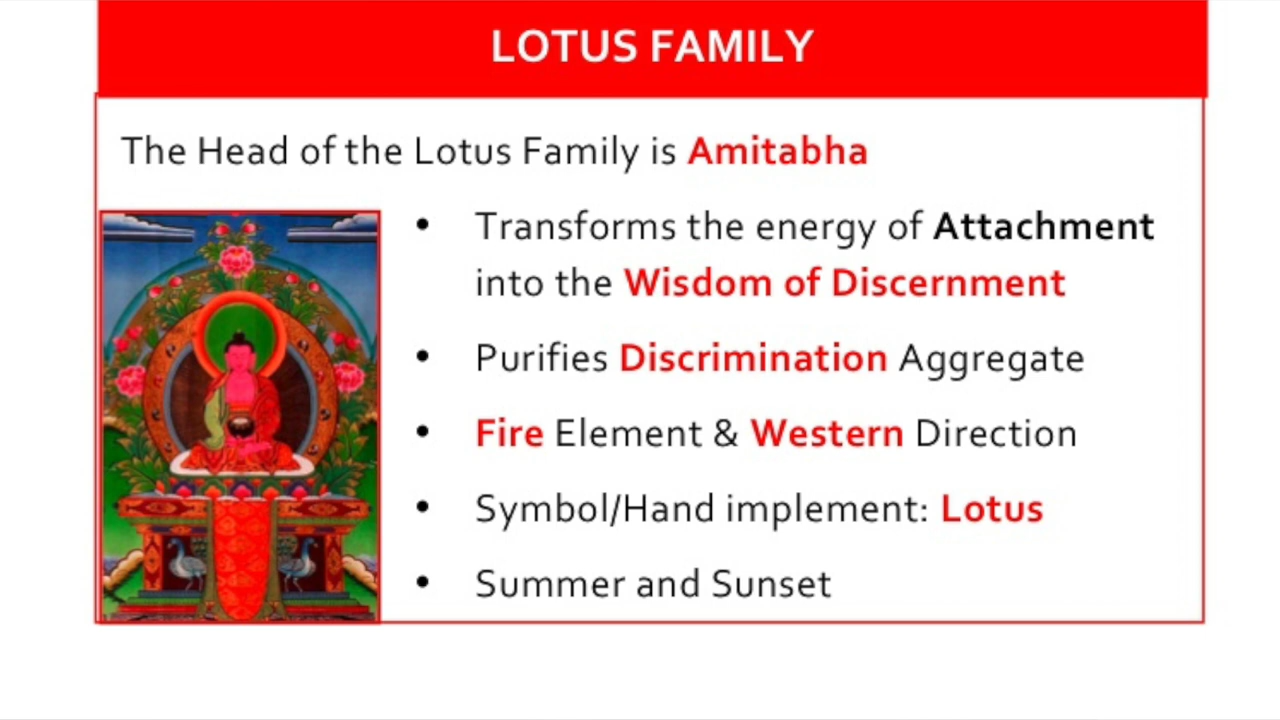 LOTUS FAMILY
The Head of the Lotus Family is Amitabha
• Transforms the energy of Attachment
into the Wisdom of Discernment
• Purifies Discrimination Aggregate
• Fire Element & Western Direction
• Symbol/Hand implement: Lotus
• Summer and Sunset